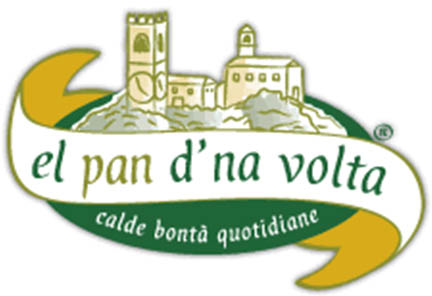 el pan d'na volta
®
calde bontà quotidiane